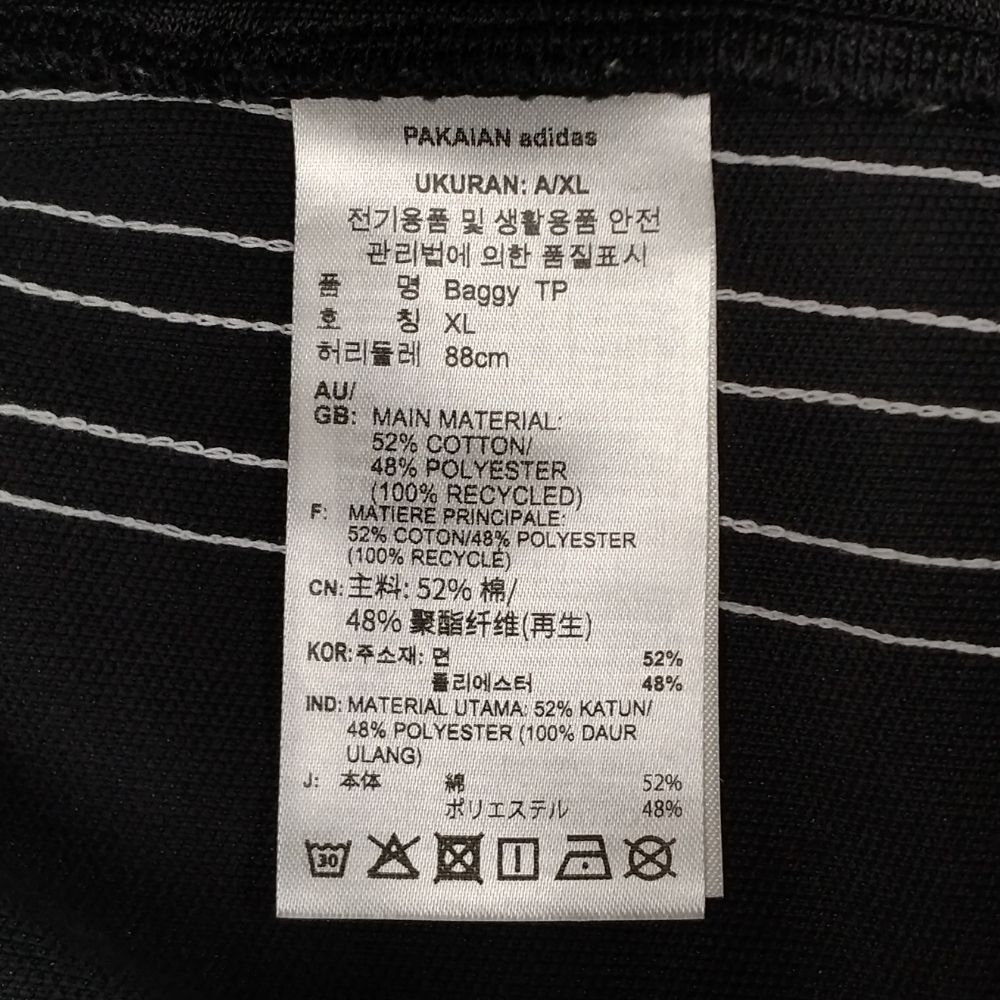 PAKAIAN adidas
UKURAN: A/XL
전기용품 및 생활용품 안전
관리법에 의한 품질표시
품 명 Baggy TP
호 칭 XL
허리둘레 88cm
AU/
GB: MAIN MATERIAL:
52% COTTON/
48% POLYESTER
(100% RECYCLED)
F: MATIERE PRINCIPALE:
52% COTON/48% POLYESTER
(100% RECYCLE)
CN: 主料: 52% 棉/
48% 聚酯纤维(再生)
KOR: 주소재: 면 52%
폴리에스터 48%
IND: MATERIAL UTAMA: 52% KATUN/
48% POLYESTER (100% DAUR
ULANG)
J: 本体 綿 52%
ポリエステル 48%
30